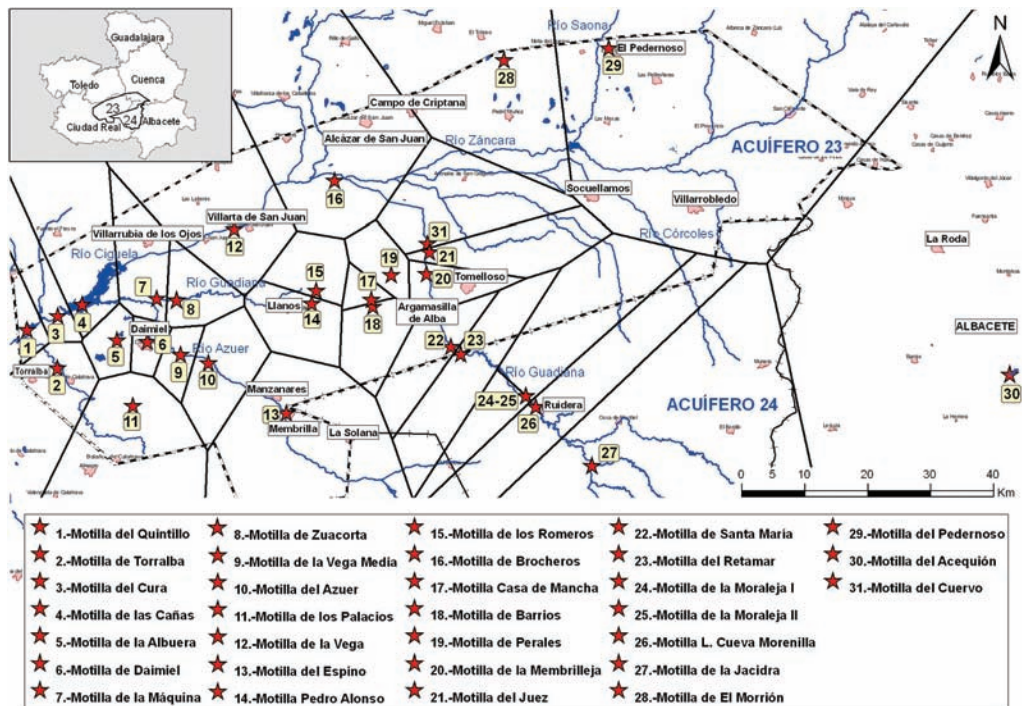 Guadalajara
Toledo
Cuenca
23
24
Ciudad Real
Albacete
N
Río Saona
El Pedernoso
29
28
Campo de Criptana
Alcázar de San Juan
Río Záncara
ACUÍFERO 23
Pedro Muñoz
Las Mesas
El Provencio
San Clemente
Minaya
16
Socuellamos
Villarrobledo
Villarta de San Juan
12
Villarrubia de los Ojos
Río Córcoles
La Roda
31
21
19
20
Tomelloso
Río Ciguela
7
8
Río Guadiana
15
17
Llanos
14
18
Argamasilla de Alba
1
3
4
Daimiel
5
6
9
Río Azuer
10
22
23
Río Guadiana
ALBACETE
30
Torralba
2
11
Manzanares
13
Membrilla
La Solana
24-25
26
Ruidera
ACUÍFERO 24
27
0 10 20 30 40
Km
1.-Motilla del Quintillo
2.-Motilla de Torralba
3.-Motilla del Cura
4.-Motilla de las Cañas
5.-Motilla de la Albuera
6.-Motilla de Daimiel
7.-Motilla de la Máquina
8.-Motilla de Zuacorta
9.-Motilla de la Vega Media
10.-Motilla del Azuer
11.-Motilla de los Palacios
12.-Motilla de la Vega
13.-Motilla del Espino
14.-Motilla Pedro Alonso
15.-Motilla de los Romeros
16.-Motilla de Brocheros
17.-Motilla Casa de Mancha
18.-Motilla de Barrios
19.-Motilla de Perales
20.-Motilla de la Membrilleja
21.-Motilla del Juez
22.-Motilla de Santa María
23.-Motilla del Retamar
24.-Motilla de la Moraleja I
25.-Motilla de la Moraleja II
26.-Motilla L. Cueva Morenilla
27.-Motilla de la Jacidra
28.-Motilla de El Morrión
29.-Motilla del Pedernoso
30.-Motilla del Acequión
31.-Motilla del Cuervo